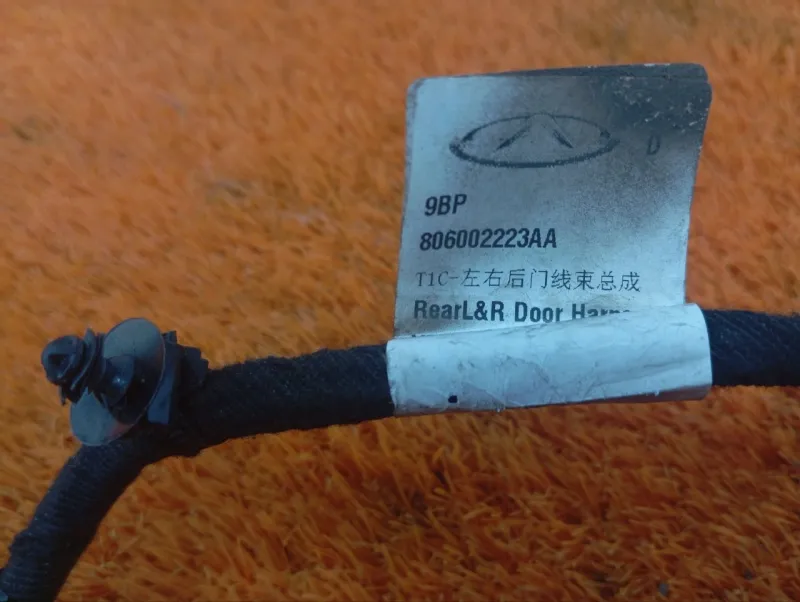 D
9BP
806002223AA
T1C-左右后门线束总成
RearL&R Door